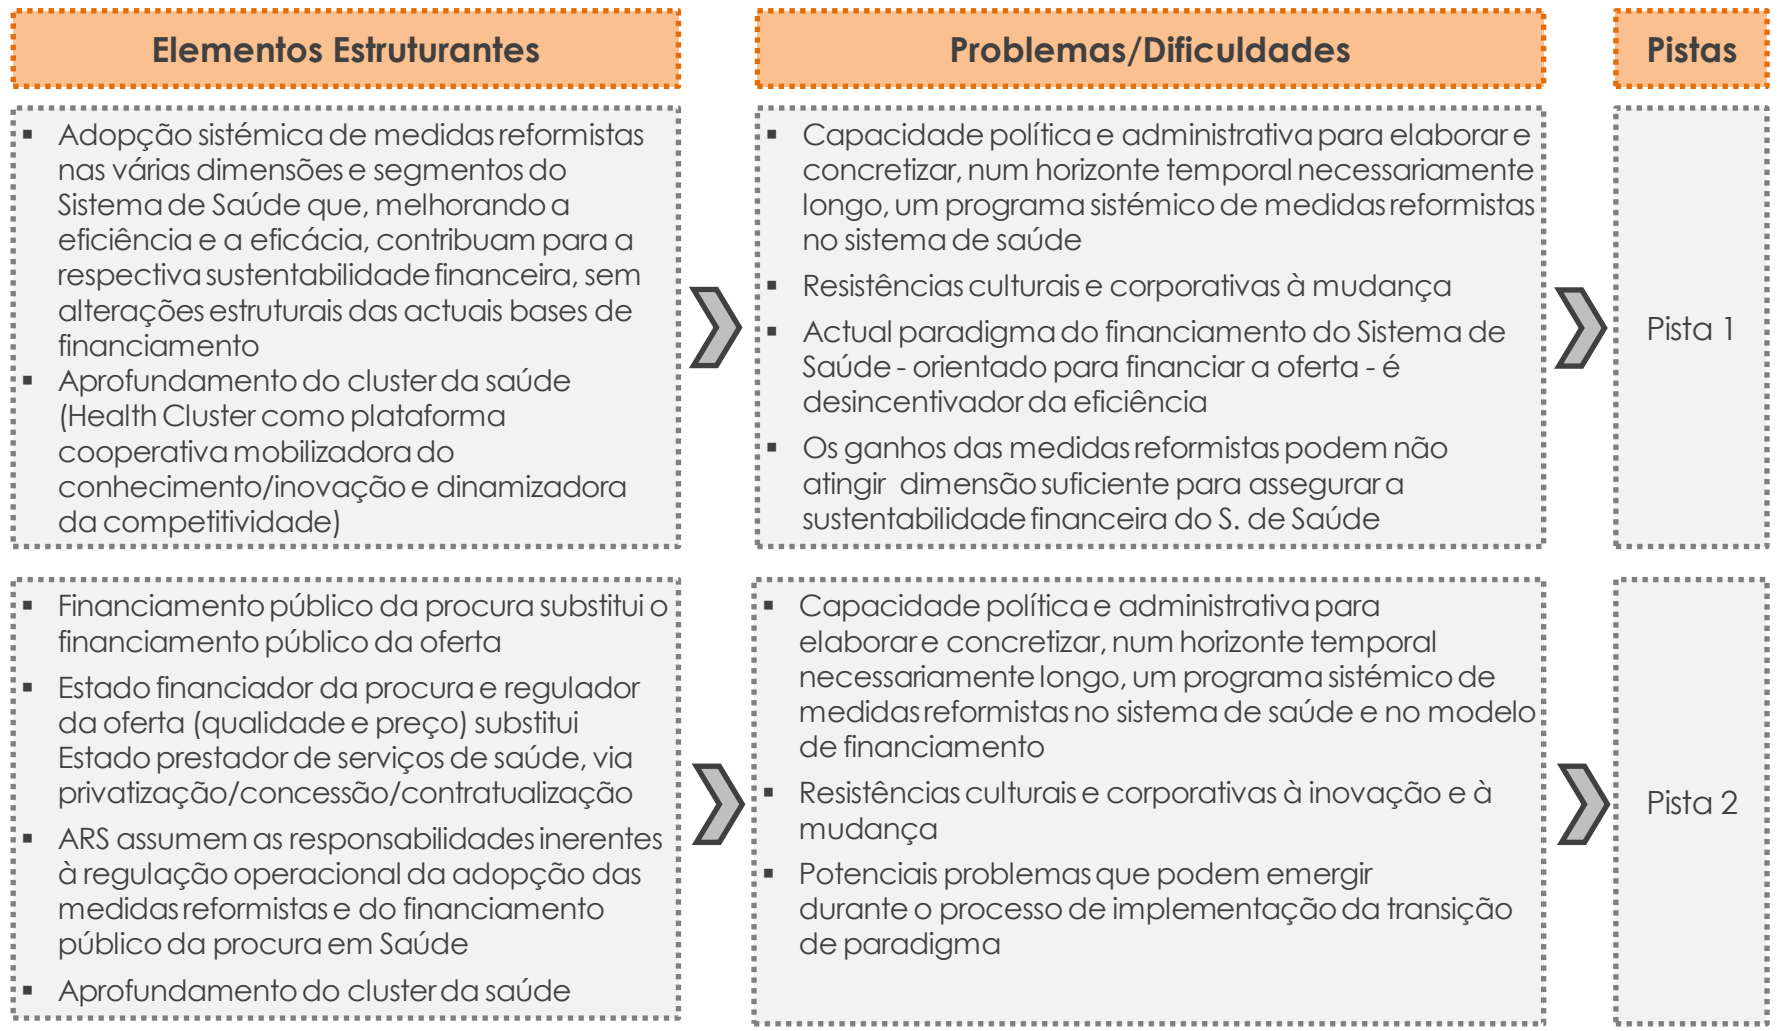 Elementos Estruturantes
Problemas/Dificuldades
Pistas
▪ Adopção sistémica de medidas reformistas
nas várias dimensões e segmentos do
Sistema de Saúde que, melhorando a
eficiência e a eficácia, contribuam para a
respectiva sustentabilidade financeira, sem
alterações estruturais das actuais bases de
financiamento
▪ Aprofundamento do cluster da saúde
(Health Cluster como plataforma
cooperativa mobilizadora do
conhecimento/inovação e dinamizadora
da competitividade)
▪ Capacidade política e administrativa para elaborar e
concretizar, num horizonte temporal necessariamente
longo, um programa sistémico de medidas reformistas
no sistema de saúde
▪ Resistências culturais e corporativas à mudança
▪ Actual paradigma do financiamento do Sistema de
Saúde - orientado para financiar a oferta - é
desincentivador da eficiência
▪ Os ganhos das medidas reformistas podem não
atingir dimensão suficiente para assegurar a
sustentabilidade financeira do S. de Saúde
Pista 1
▪ Financiamento público da procura substitui o
financiamento público da oferta
▪ Estado financiador da procura e regulador
da oferta (qualidade e preço) substitui
Estado prestador de serviços de saúde, via
privatização/concessão/contratualização
▪ ARS assumem as responsabilidades inerentes
à regulação operacional da adopção das
medidas reformistas e do financiamento
público da procura em Saúde
▪ Aprofundamento do cluster da saúde
▪ Capacidade política e administrativa para
elaborar e concretizar, num horizonte temporal
necessariamente longo, um programa sistémico de
medidas reformistas no sistema de saúde e no modelo
de financiamento
▪ Resistências culturais e corporativas à inovação e à
mudança
▪ Potenciais problemas que podem emergir
durante o processo de implementação da transição
de paradigma
Pista 2